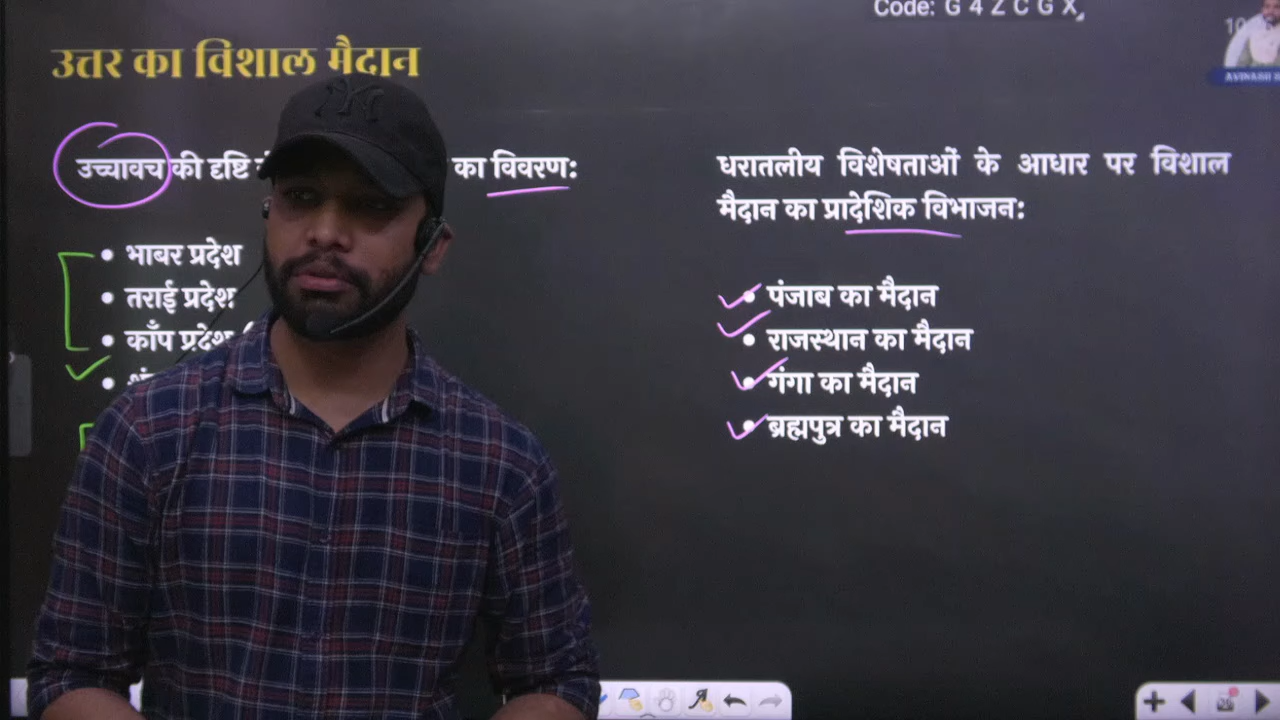 Code: G 4 Z C G X
उत्तर का विशाल मैदान
उच्चावच की दृष्टि
का विवरण:
• भाबर प्रदेश
• तराई प्रदेश
• काँप प्रदेश
धरातलीय विशेषताओं के आधार पर विशाल
मैदान का प्रादेशिक विभाजन:
• पंजाब का मैदान
• राजस्थान का मैदान
• गंगा का मैदान
• ब्रह्मपुत्र का मैदान